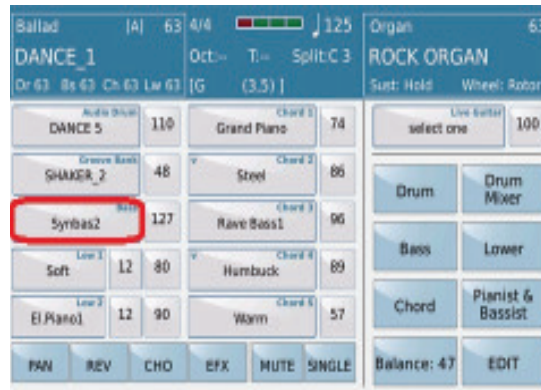 Ballad [A] 63 4/4 125 Organ 63
DANCE_1 Oct:-- T:-- Split:C 3 ROCK ORGAN
Or 63 Bs 63 Ch 63 Lw 63 [G (3,5) ] Sust: Hold Wheel: Rotor
Audio Drum Chord 1 Live Guitar
DANCE 5 110 Grand Piano 74 select one 100
Groove Bank Chord 2
SHAKER_2 48 v Steel 86
Drum Drum Mixer
Bass Chord 3
Synbas2 127 Rave Bass1 96
Bass Lower
Low 1 Chord 4
Soft 12 80 v Humbuck 89
Chord Pianist & Bassist
Low 2 Chord 5
El.Piano1 12 90 Warm 57
PAN REV CHO EFX MUTE SINGLE Balance: 47 EDIT